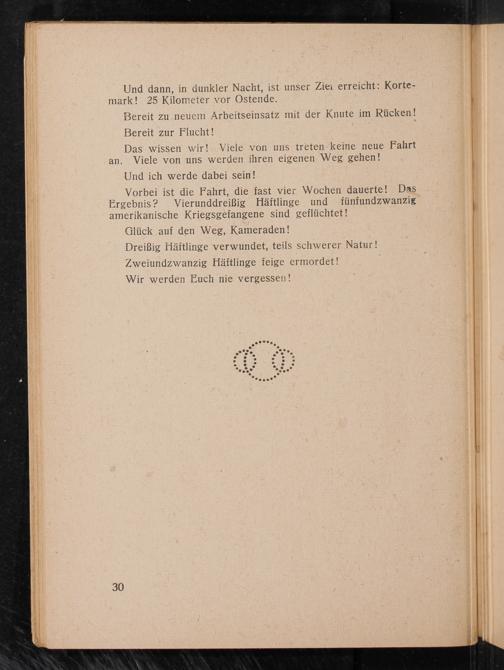 Und dann, in dunkler Nacht, ist unser Ziel erreicht: Korte-
mark! 25 Kilometer vor Ostende.
Bereit zu neuem Arbeitseinsatz mit der Knute im Rücken!
Bereit zur Flucht!
Das wissen wir! Viele von uns treten keine neue Fahrt
an. Viele von uns werden ihren eigenen Weg gehen!
Und ich werde dabei sein!
Vorbei ist die Fahrt, die fast vier Wochen dauerte! Das
Ergebnis? Vierunddreißig Häftlinge und fünfundzwanzig
amerikanische Kriegsgefangene sind geflüchtet!
Glück auf den Weg, Kameraden!
Dreißig Häftlinge verwundet, teils schwerer Natur!
Zweiundzwanzig Häftlinge feige ermordet!
Wir werden Euch nie vergessen!
30